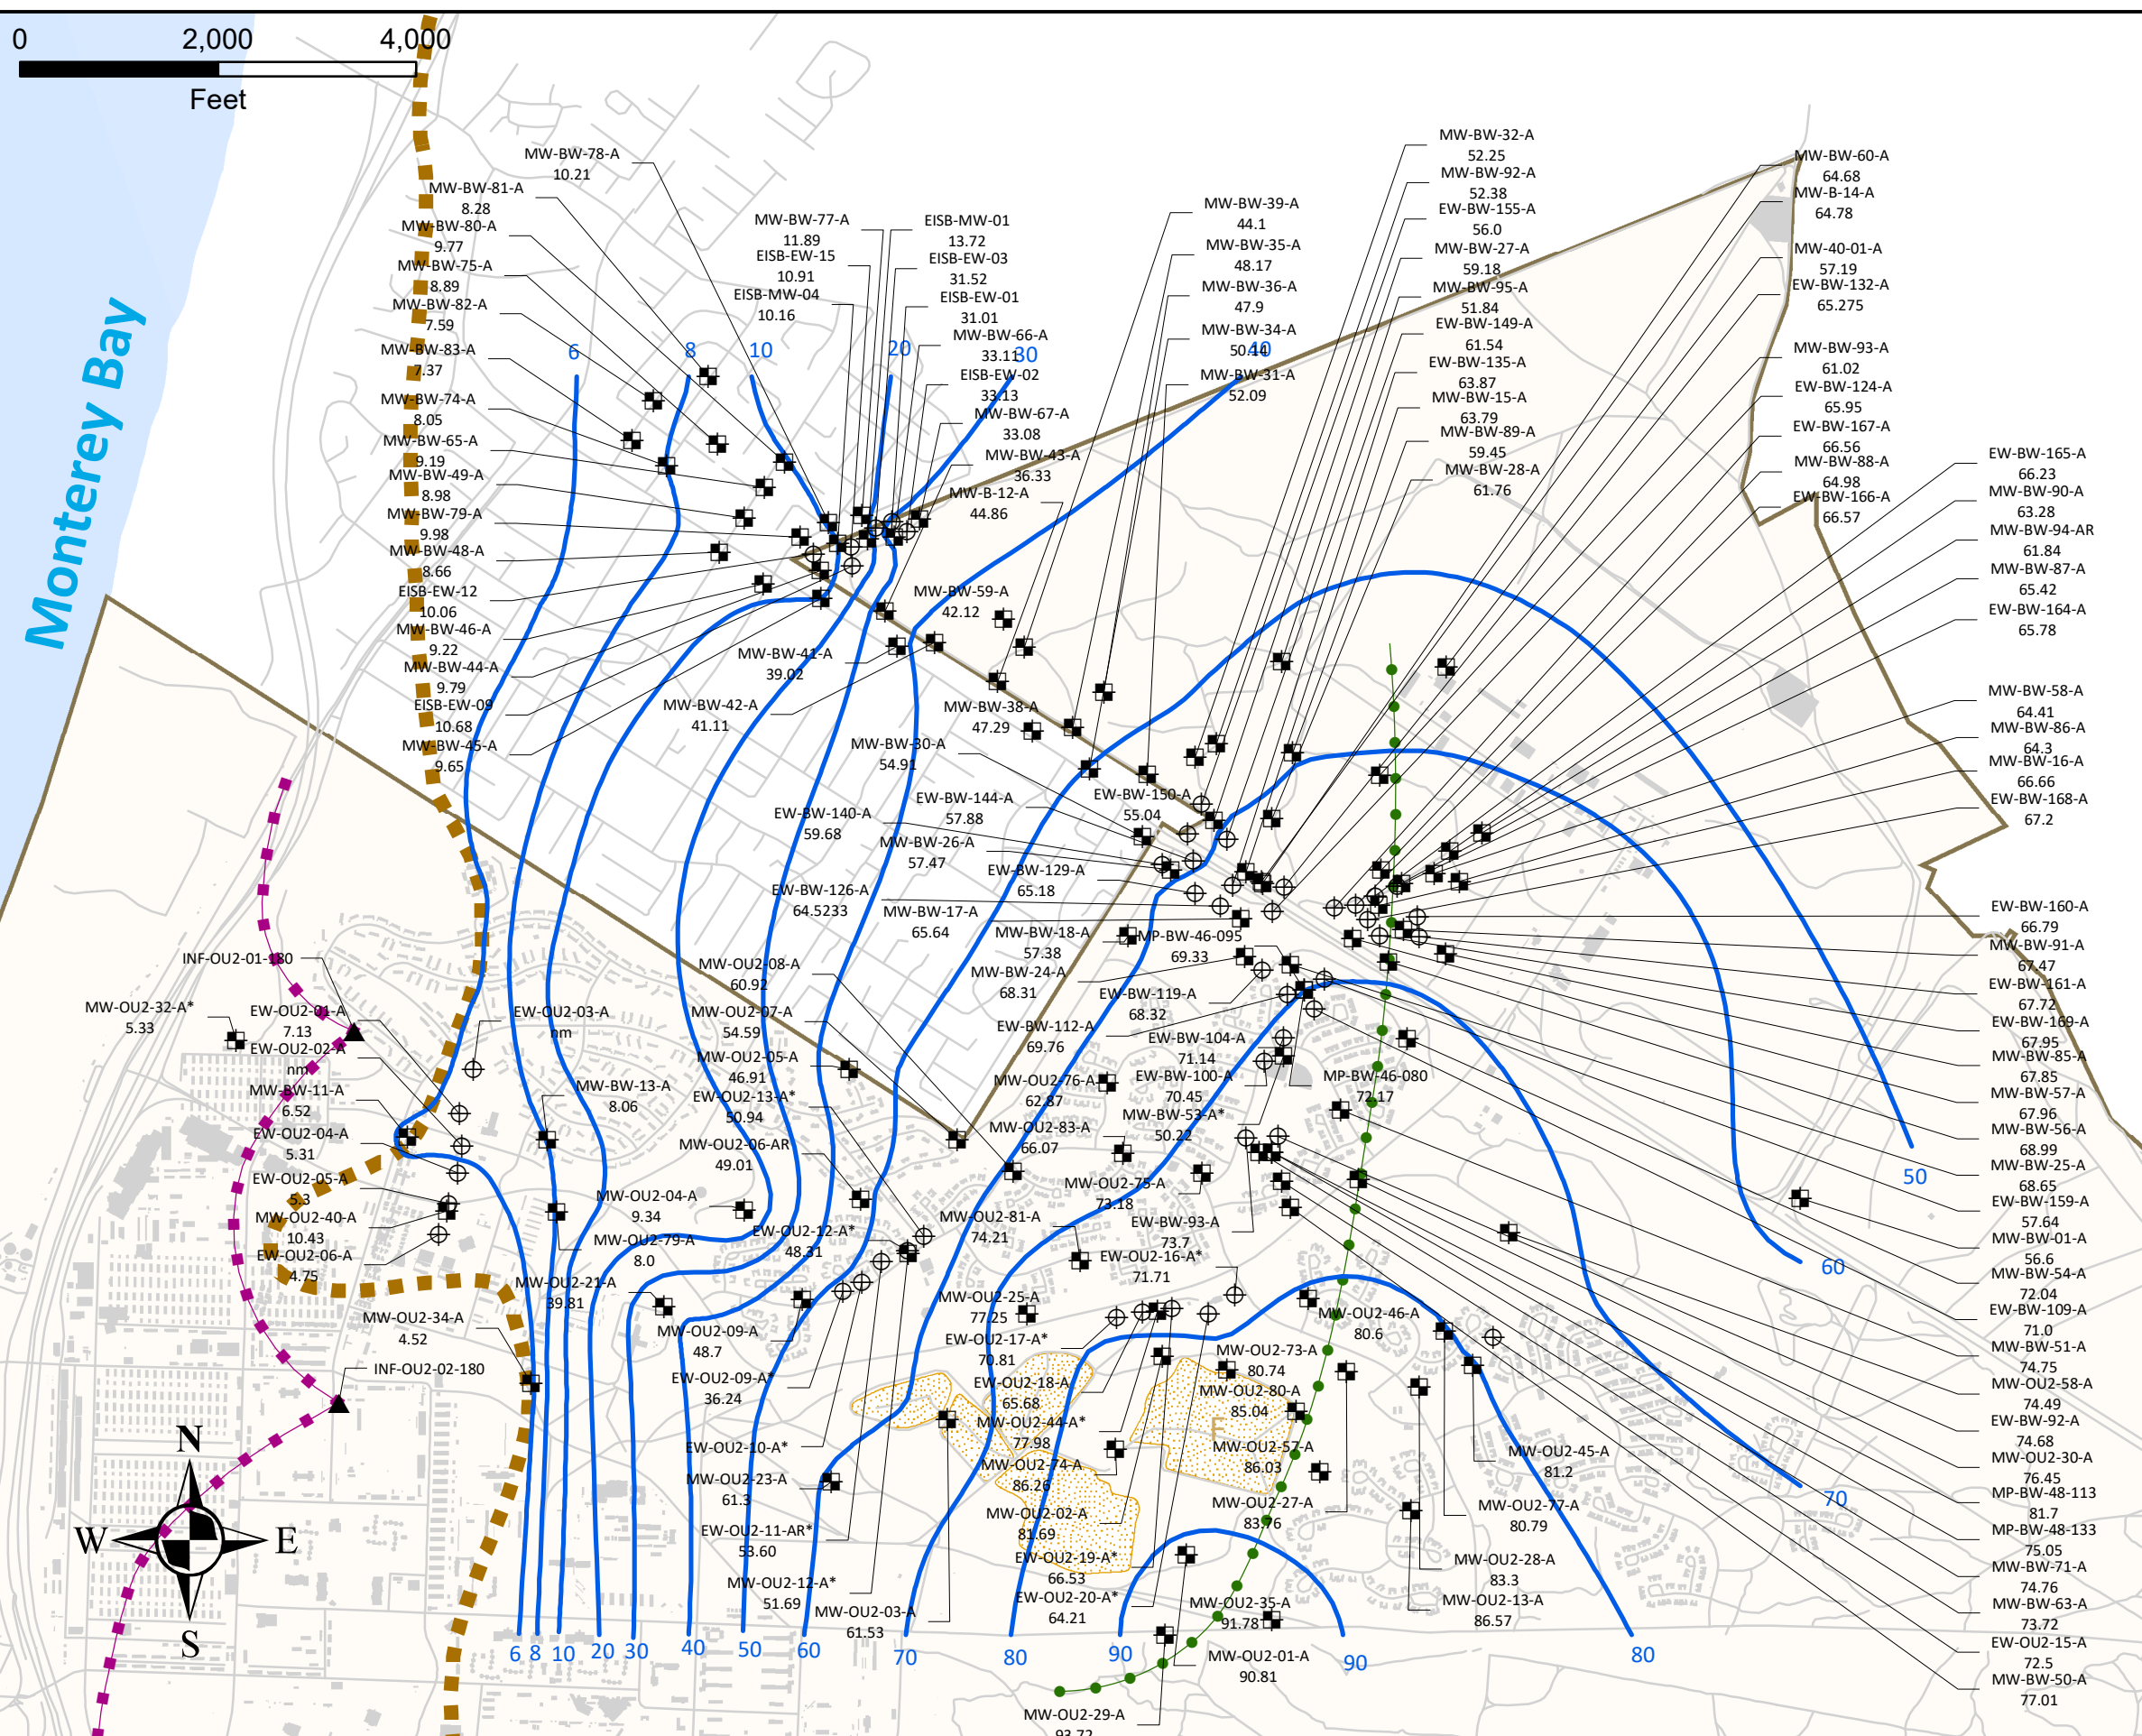 0 2,000 4,000
Feet
Monterey Bay
MW-BW-78-A
10.21
MW-BW-81-A
8.28
MW-BW-80-A
9.77
MW-BW-75-A
8.89
MW-BW-82-A
7.59
MW-BW-83-A
7.37
MW-BW-74-A
8.05
MW-BW-65-A
9.19
MW-BW-49-A
8.98
MW-BW-79-A
9.98
MW-BW-48-A
8.66
EISB-EW-12
10.06
MW-BW-46-A
9.22
MW-BW-44-A
9.79
EISB-EW-09
10.68
MW-BW-45-A
9.65
MW-BW-77-A
11.89
EISB-EW-15
10.91
EISB-MW-04
10.16
EISB-MW-01
13.72
EISB-EW-03
31.52
EISB-EW-01
31.01
MW-BW-66-A
33.11
EISB-EW-02
33.13
MW-BW-67-A
33.08
MW-BW-43-A
36.33
MW-B-12-A
44.86
6 8 10 20 30 40
MW-BW-39-A
44.1
MW-BW-35-A
48.17
MW-BW-36-A
47.9
MW-BW-34-A
50.14
MW-BW-31-A
52.09
MW-BW-32-A
52.25
MW-BW-92-A
52.38
EW-BW-155-A
56.0
MW-BW-27-A
59.18
MW-BW-95-A
51.84
EW-BW-149-A
61.54
EW-BW-135-A
63.87
MW-BW-15-A
63.79
MW-BW-89-A
59.45
MW-BW-28-A
61.76
MW-BW-60-A
64.68
MW-B-14-A
64.78
MW-40-01-A
57.19
EW-BW-132-A
65.275
MW-BW-93-A
61.02
EW-BW-124-A
65.95
EW-BW-167-A
66.56
MW-BW-88-A
64.98
EW-BW-166-A
66.57
EW-BW-165-A
66.23
MW-BW-90-A
63.28
MW-BW-94-AR
61.84
MW-BW-87-A
65.42
EW-BW-164-A
65.78
MW-BW-58-A
64.41
MW-BW-86-A
64.3
MW-BW-16-A
66.66
EW-BW-168-A
67.2
EW-BW-160-A
66.79
MW-BW-91-A
67.47
EW-BW-161-A
67.72
EW-BW-169-A
67.95
MW-BW-85-A
67.85
MW-BW-57-A
67.96
MW-BW-56-A
68.99
MW-BW-25-A
68.65
EW-BW-159-A
57.64
MW-BW-01-A
56.6
MW-BW-54-A
72.04
EW-BW-109-A
71.0
MW-BW-51-A
74.75
MW-OU2-58-A
74.49
EW-BW-92-A
74.68
MW-OU2-30-A
76.45
MP-BW-48-113
81.7
MP-BW-48-133
75.05
MW-BW-71-A
74.76
MW-BW-63-A
73.72
EW-OU2-15-A
72.5
MW-BW-50-A
77.01
MW-BW-59-A
42.12
MW-BW-41-A
39.02
MW-BW-42-A
41.11
MW-BW-38-A
47.29
MW-BW-30-A
54.91
EW-BW-144-A
57.88
EW-BW-150-A
55.04
EW-BW-140-A
59.68
MW-BW-26-A
57.47
EW-BW-129-A
65.18
EW-BW-126-A
64.5233
MW-BW-17-A
65.64
MW-BW-18-A
57.38
MP-BW-46-095
69.33
MW-BW-24-A
68.31
EW-BW-119-A
68.32
EW-BW-112-A
69.76
EW-BW-104-A
71.14
EW-BW-100-A
70.45
MP-BW-46-080
72.17
MW-BW-53-A*
50.22
MW-OU2-76-A
62.87
MW-OU2-83-A
66.07
MW-OU2-75-A
73.18
EW-BW-93-A
73.7
MW-OU2-81-A
74.21
EW-OU2-16-A*
71.71
MW-OU2-08-A
60.92
MW-OU2-07-A
54.59
MW-OU2-05-A
46.91
EW-OU2-13-A*
50.94
MW-OU2-06-AR
49.01
MW-OU2-04-A
9.34
EW-OU2-12-A*
48.31
MW-OU2-79-A
8.0
MW-OU2-21-A
39.81
MW-OU2-09-A
48.7
EW-OU2-09-A*
36.24
EW-OU2-10-A*
MW-OU2-23-A
61.3
EW-OU2-11-AR*
53.60
MW-OU2-12-A*
51.69
MW-OU2-03-A
61.53
INF-OU2-01-180
MW-OU2-32-A*
5.33
EW-OU2-01-A
7.13
EW-OU2-02-A
nm
EW-OU2-03-A
nm
MW-BW-11-A
6.52
MW-BW-13-A
8.06
EW-OU2-04-A
5.31
EW-OU2-05-A
5.3
MW-OU2-40-A
10.43
EW-OU2-06-A
4.75
MW-OU2-34-A
4.52
INF-OU2-02-180
MW-OU2-25-A
77.25
EW-OU2-17-A*
70.81
EW-OU2-18-A
65.68
MW-OU2-44-A*
77.98
MW-OU2-74-A
86.26
MW-OU2-02-A
81.69
EW-OU2-19-A*
66.53
EW-OU2-20-A*
64.21
MW-OU2-46-A
80.6
MW-OU2-73-A
80.74
MW-OU2-80-A
85.04
F
MW-OU2-57-A
86.03
MW-OU2-27-A
83.76
MW-OU2-45-A
81.2
MW-OU2-77-A
80.79
MW-OU2-28-A
83.3
MW-OU2-13-A
86.57
MW-OU2-35-A
91.78
MW-OU2-01-A
90.81
MW-OU2-29-A
93.72
50
60
70
N
W E
S
6 8 10 20 30 40 50 60 70 80 90 90 80